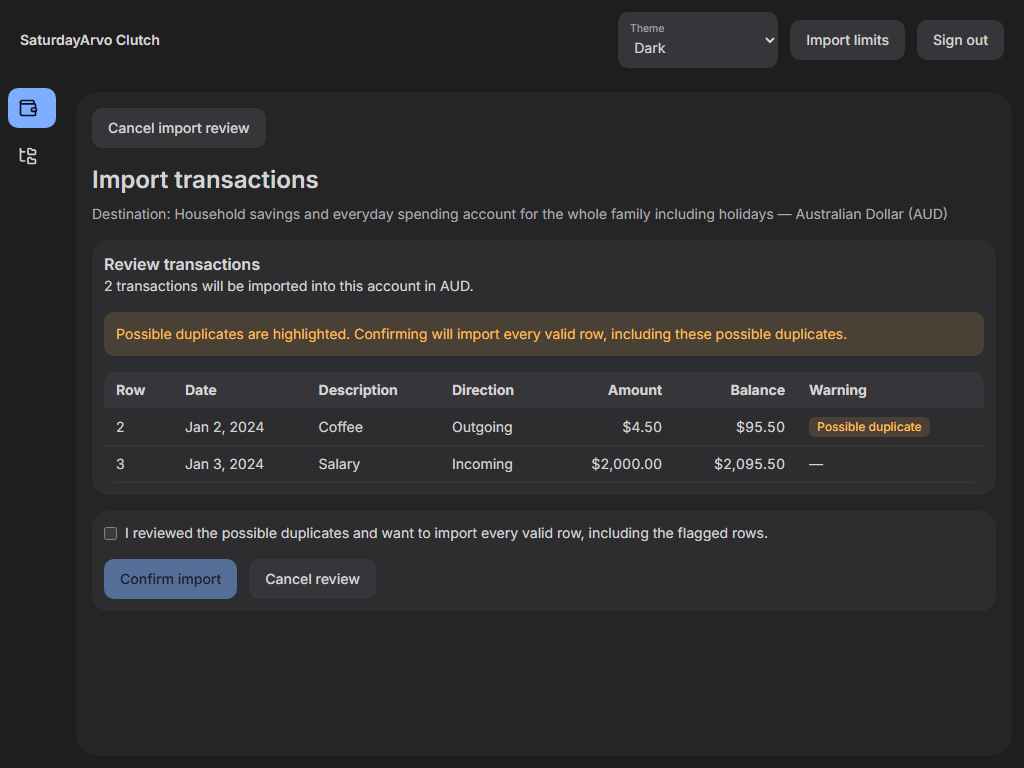 SaturdayArvo Clutch
Theme
Dark
Import limits
Sign out
Cancel import review
Import transactions
Destination: Household savings and everyday spending account for the whole family including holidays — Australian Dollar (AUD)
Review transactions
2 transactions will be imported into this account in AUD.
Possible duplicates are highlighted. Confirming will import every valid row, including these possible duplicates.
Row Date Description Direction Amount Balance Warning
2 Jan 2, 2024 Coffee Outgoing $4.50 $95.50 Possible duplicate
3 Jan 3, 2024 Salary Incoming $2,000.00 $2,095.50 —
I reviewed the possible duplicates and want to import every valid row, including the flagged rows.
Confirm import Cancel review